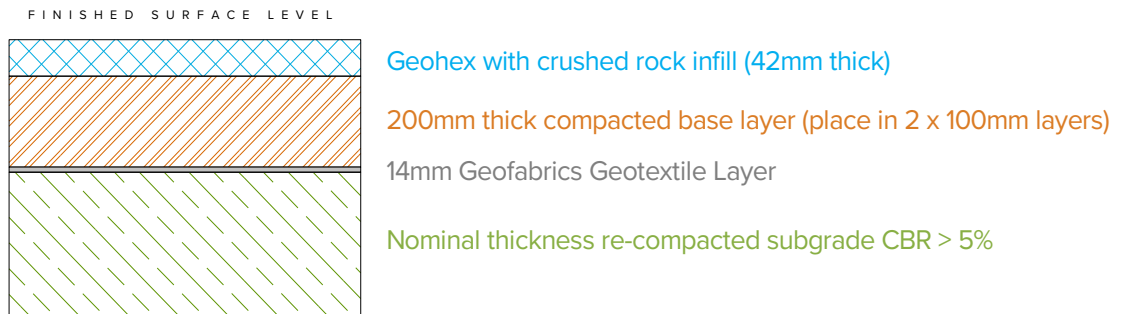 FINISHED SURFACE LEVEL
Geohex with crushed rock infill (42mm thick)
200mm thick compacted base layer (place in 2 x 100mm layers)
14mm Geofabrics Geotextile Layer
Nominal thickness re-compacted subgrade CBR > 5%